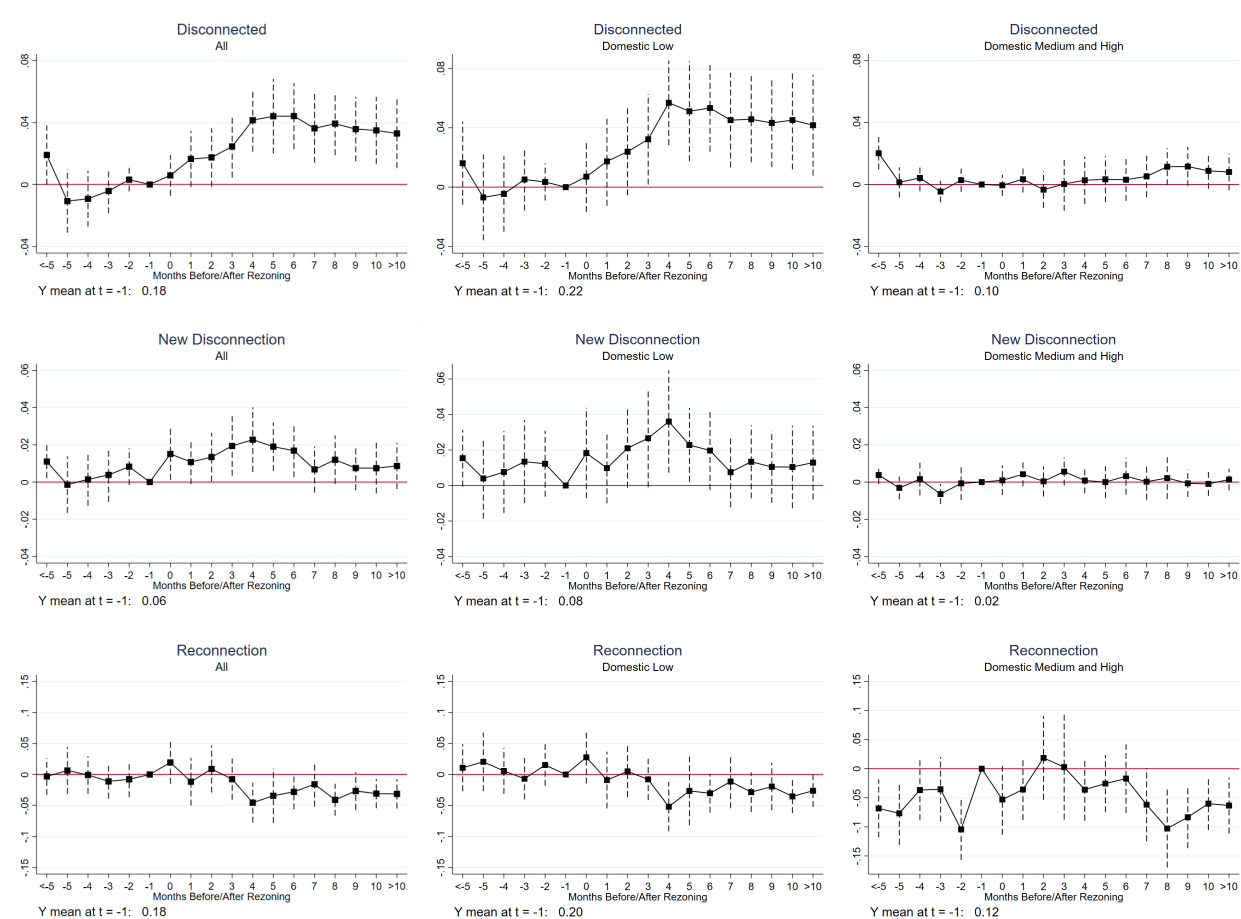 Disconnected
All
.08
.04
0
-.04
<-5 -5 -4 -3 -2 -1 0 1 2 3 4 5 6 7 8 9 10 >10
Months Before/After Rezoning
Y mean at t = -1: 0.18
Disconnected
Domestic Low
.08
.04
0
-.04
<-5 -5 -4 -3 -2 -1 0 1 2 3 4 5 6 7 8 9 10 >10
Months Before/After Rezoning
Y mean at t = -1: 0.22
Disconnected
Domestic Medium and High
.08
.04
0
-.04
<-5 -5 -4 -3 -2 -1 0 1 2 3 4 5 6 7 8 9 10 >10
Months Before/After Rezoning
Y mean at t = -1: 0.10
New Disconnection
All
.06
.04
.02
0
-.02
-.04
<-5 -5 -4 -3 -2 -1 0 1 2 3 4 5 6 7 8 9 10 >10
Months Before/After Rezoning
Y mean at t = -1: 0.06
New Disconnection
Domestic Low
.06
.04
.02
0
-.02
-.04
<-5 -5 -4 -3 -2 -1 0 1 2 3 4 5 6 7 8 9 10 >10
Months Before/After Rezoning
Y mean at t = -1: 0.08
New Disconnection
Domestic Medium and High
.06
.04
.02
0
-.02
-.04
<-5 -5 -4 -3 -2 -1 0 1 2 3 4 5 6 7 8 9 10 >10
Months Before/After Rezoning
Y mean at t = -1: 0.02
Reconnection
All
.15
.1
.05
0
-.05
-.1
-.15
<-5 -5 -4 -3 -2 -1 0 1 2 3 4 5 6 7 8 9 10 >10
Months Before/After Rezoning
Y mean at t = -1: 0.18
Reconnection
Domestic Low
.15
.1
.05
0
-.05
-.1
-.15
<-5 -5 -4 -3 -2 -1 0 1 2 3 4 5 6 7 8 9 10 >10
Months Before/After Rezoning
Y mean at t = -1: 0.20
Reconnection
Domestic Medium and High
.15
.1
.05
0
-.05
-.1
-.15
<-5 -5 -4 -3 -2 -1 0 1 2 3 4 5 6 7 8 9 10 >10
Months Before/After Rezoning
Y mean at t = -1: 0.12